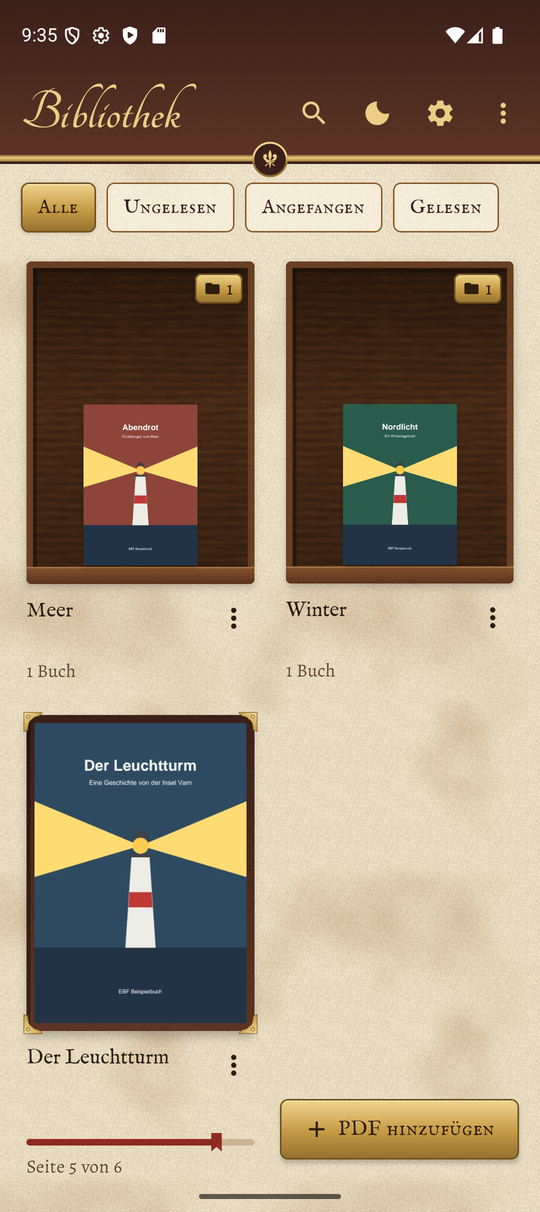 9:35
Bibliothek
Alle
Ungelesen
Angefangen
Gelesen
1
1
Abendrot
Erzählungen vom Meer
EBF Beispielbuch
Nordlicht
Ein Wintertagebuch
EBF Beispielbuch
Meer
Winter
1 Buch
1 Buch
Der Leuchtturm
Eine Geschichte von der Insel Varn
EBF Beispielbuch
Der Leuchtturm
+ PDF hinzufügen
Seite 5 von 6